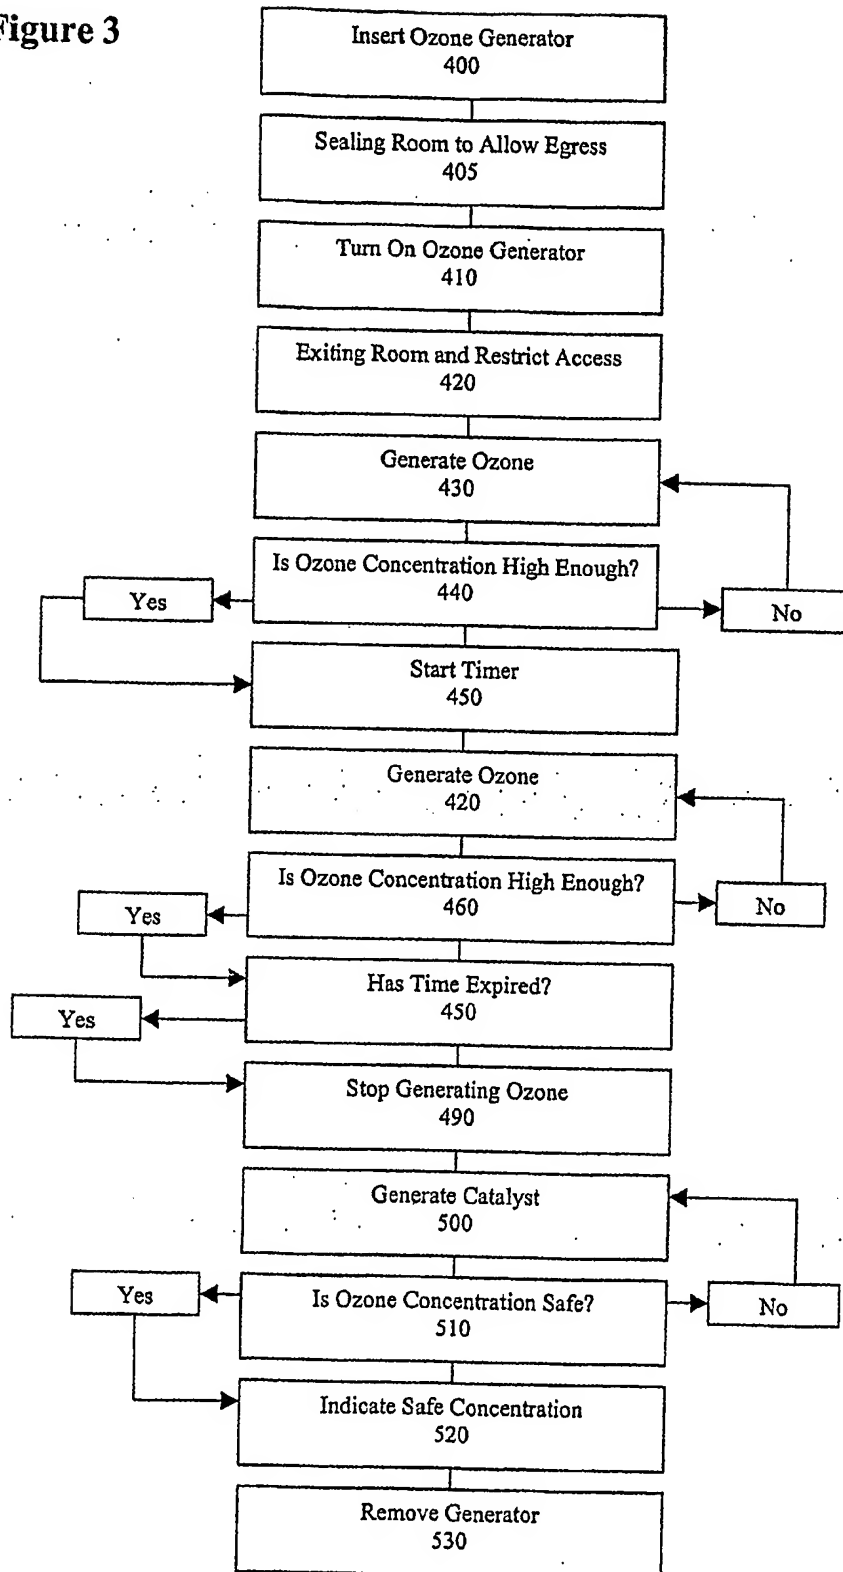 Figure 3
Insert Ozone Generator
400
Sealing Room to Allow Egress
405
Turn On Ozone Generator
410
Exiting Room and Restrict Access
420
Generate Ozone
430
Is Ozone Concentration High Enough?
440
Yes
No
Start Timer
450
Generate Ozone
420
Is Ozone Concentration High Enough?
460
Yes
No
Has Time Expired?
450
Yes
Stop Generating Ozone
490
Generate Catalyst
500
Is Ozone Concentration Safe?
510
Yes
No
Indicate Safe Concentration
520
Remove Generator
530